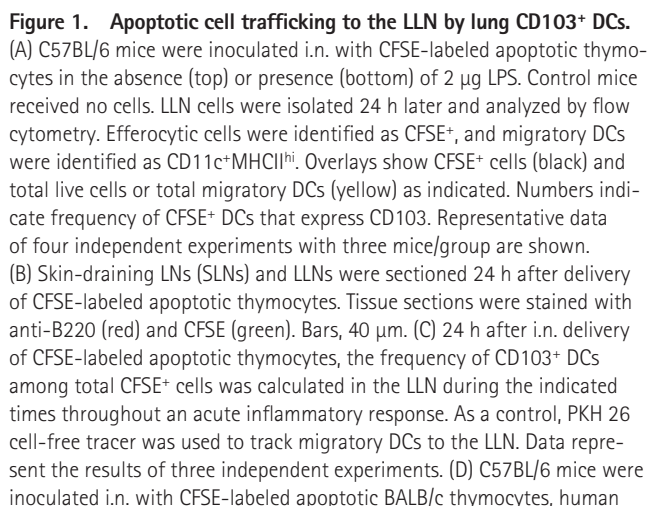 Figure 1. Apoptotic cell trafficking to the LLN by lung CD103⁺ DCs.
(A) C57BL/6 mice were inoculated i.n. with CFSE-labeled apoptotic thymo-
cytes in the absence (top) or presence (bottom) of 2 μg LPS. Control mice
received no cells. LLN cells were isolated 24 h later and analyzed by flow
cytometry. Efferocytic cells were identified as CFSE⁺, and migratory DCs
were identified as CD11c⁺MHCIIʰⁱ. Overlays show CFSE⁺ cells (black) and
total live cells or total migratory DCs (yellow) as indicated. Numbers indi-
cate frequency of CFSE⁺ DCs that express CD103. Representative data
of four independent experiments with three mice/group are shown.
(B) Skin-draining LNs (SLNs) and LLNs were sectioned 24 h after delivery
of CFSE-labeled apoptotic thymocytes. Tissue sections were stained with
anti-B220 (red) and CFSE (green). Bars, 40 μm. (C) 24 h after i.n. delivery
of CFSE-labeled apoptotic thymocytes, the frequency of CD103⁺ DCs
among total CFSE⁺ cells was calculated in the LLN during the indicated
times throughout an acute inflammatory response. As a control, PKH 26
cell-free tracer was used to track migratory DCs to the LLN. Data repre-
sent the results of three independent experiments. (D) C57BL/6 mice were
inoculated i.n. with CFSE-labeled apoptotic BALB/c thymocytes, human